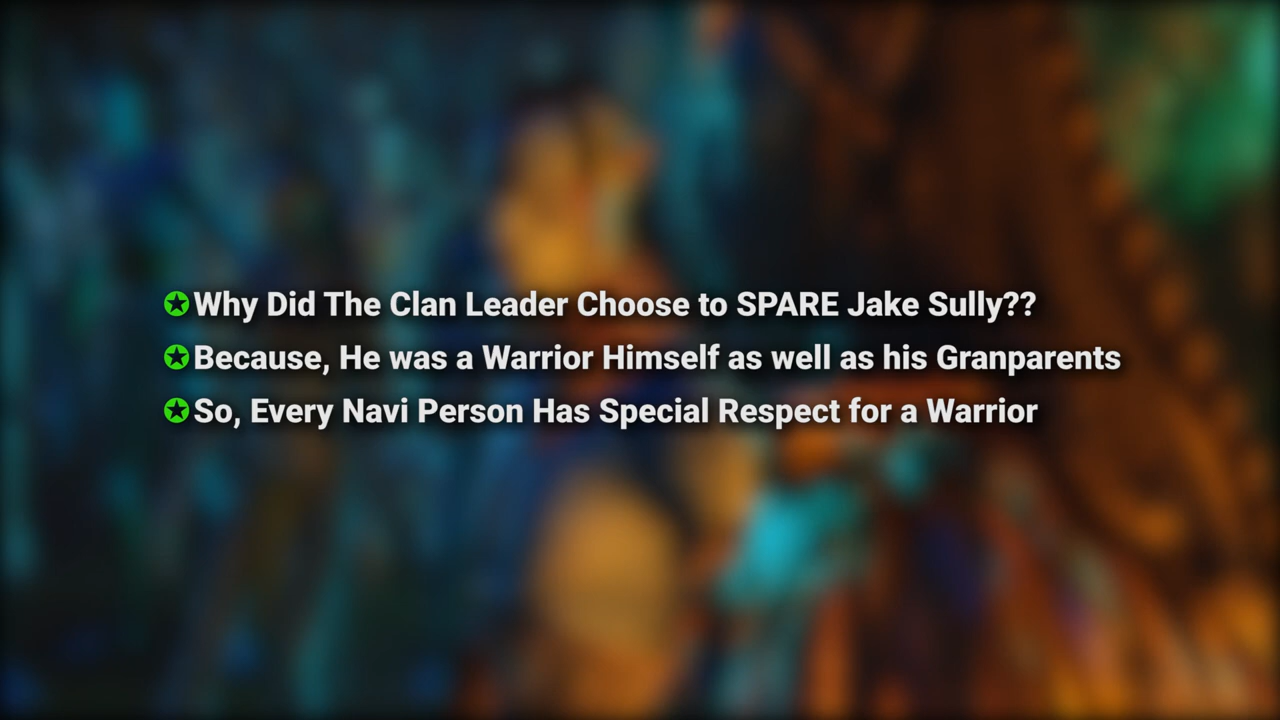 Why Did The Clan Leader Choose to SPARE Jake Sully??
Because, He was a Warrior Himself as well as his Granparents
So, Every Navi Person Has Special Respect for a Warrior